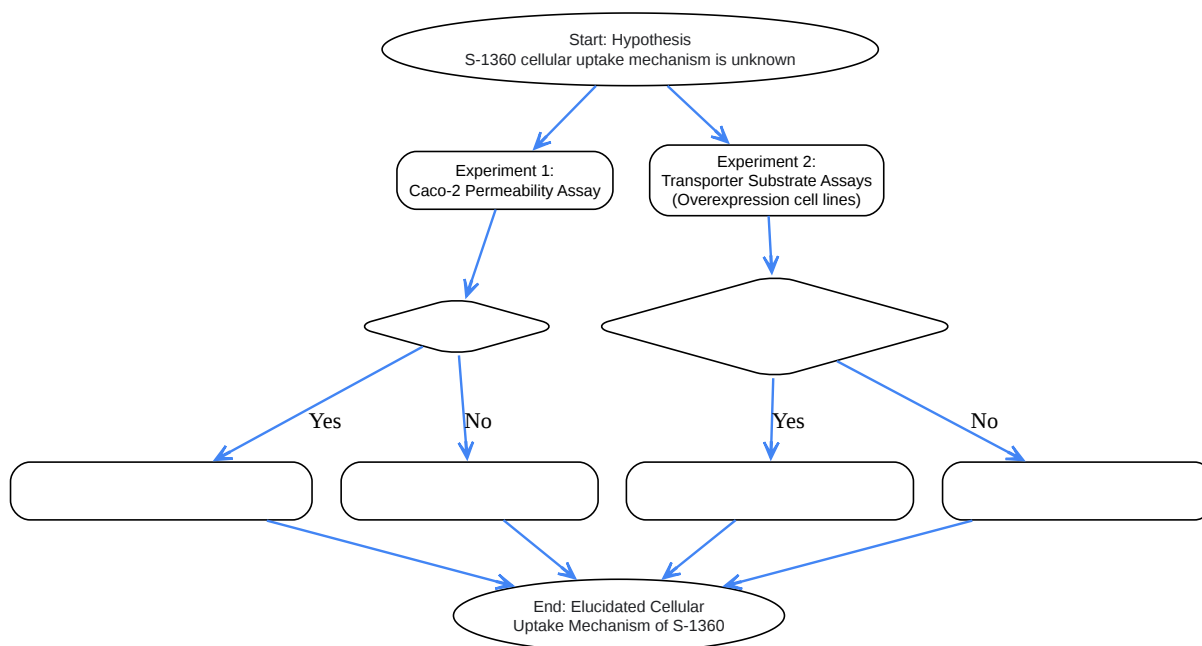 Start: Hypothesis
S-1360 cellular uptake mechanism is unknown
Experiment 1:
Caco-2 Permeability Assay
Experiment 2:
Transporter Substrate Assays
(Overexpression cell lines)
Yes
No
Yes
No
End: Elucidated Cellular
Uptake Mechanism of S-1360